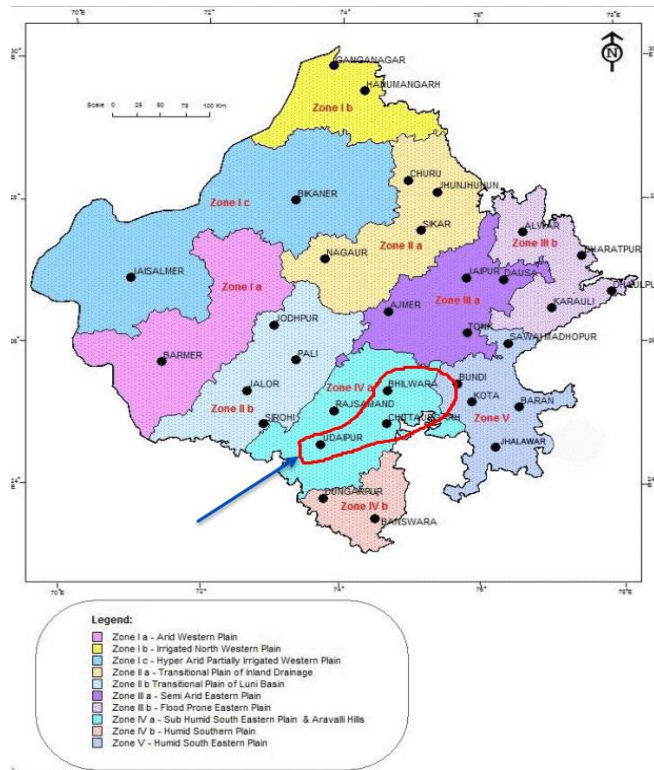 70°E 72° 74° 76° 78°E
GANGANAGAR
HANUMANGARH
Zone I b
N
Scale 0 25 50 75 100 Km.
CHURU
JHUNJHUNUN
BIKANER
Zone I c
SIKAR
ALWAR
Zone II a
Zone III b
BHARATPUR
NAGAUR
JAISALMER
JAIPUR
DAUSA
DHAULPU
Zone I a
Zone III a
KARAULI
AJMER
JODHPUR
TONK
SAWAI MADHOPUR
BARMER
PALI
JALOR
Zone IV a
BHILWARA
BUNDI
RAJSAMAND
KOTA
BARAN
Zone II b
SIROHI
CHITTAURGARH
Zone V
UDAIPUR
JHALAWAR
DUNGARPUR
Zone IV b
BANSWARA
70°E 72° 74° 76° 78°E
Legend:
Zone I a - Arid Western Plain
Zone I b - Irrigated North Western Plain
Zone I c - Hyper Arid Partially Irrigated Western Plain
Zone II a - Transitional Plain of Inland Drainage
Zone II b Transitional Plain of Luni Basin
Zone III a - Semi Arid Eastern Plain
Zone III b - Flood Prone Eastern Plain
Zone IV a - Sub Humid South Eastern Plain & Aravalli Hills
Zone IV b - Humid Southern Plain
Zone V - Humid South Eastern Plain